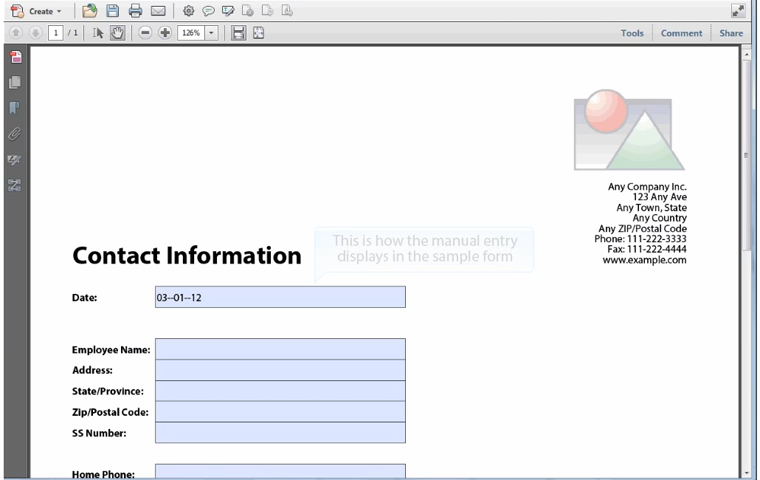 Create
1 / 1
126%
Tools
Comment
Share
Any Company Inc.
123 Any Ave
Any Town, State
Any Country
Any ZIP/Postal Code
Phone: 111-222-3333
Fax: 111-222-4444
www.example.com
This is how the manual entry
displays in the sample form
Contact Information
Date: 03--01--12
Employee Name:
Address:
State/Province:
Zip/Postal Code:
SS Number:
Home Phone: